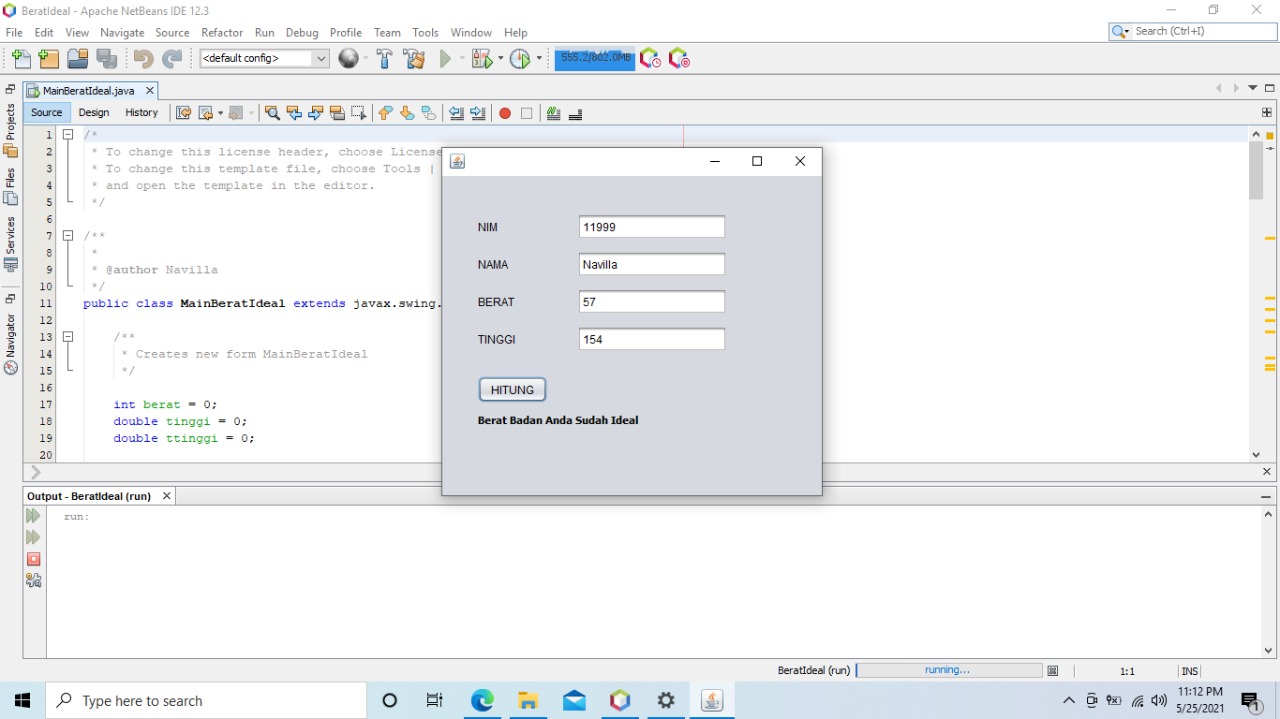 BeratIdeal - Apache NetBeans IDE 12.3
File Edit View Navigate Source Refactor Run Debug Profile Team Tools Window Help
Search (Ctrl+I)
<default config>
555.2/802.0MB
MainBeratIdeal.java
Source Design History
Projects
Files
Services
Navigator
1 /*
2 * To change this license header, choose License
3 * To change this template file, choose Tools |
4 * and open the template in the editor.
5 */
6
7 /**
8 *
9 * @author Navilla
10 */
11 public class MainBeratIdeal extends javax.swing.
12
13 /**
14 * Creates new form MainBeratIdeal
15 */
16
17 int berat = 0;
18 double tinggi = 0;
19 double ttinggi = 0;
20
NIM 11999
NAMA Navilla
BERAT 57
TINGGI 154
HITUNG
Berat Badan Anda Sudah Ideal
Output - BeratIdeal (run)
run:
BeratIdeal (run) running... 1:1 INS
Type here to search
11:12 PM
5/25/2021
1